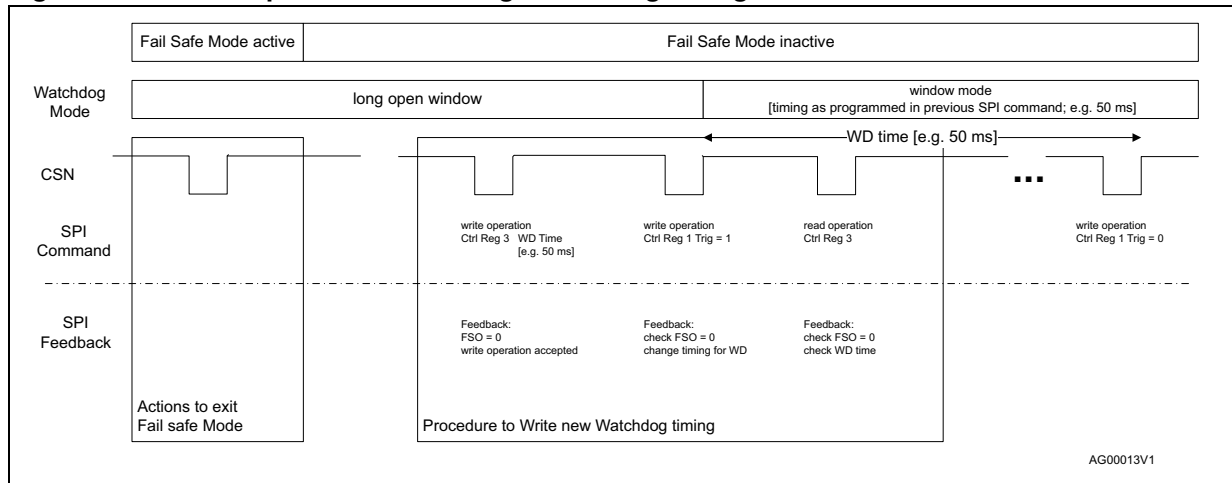 Fail Safe Mode active
Fail Safe Mode inactive
Watchdog
Mode
long open window
window mode
[timing as programmed in previous SPI command; e.g. 50 ms]
WD time [e.g. 50 ms]
CSN
...
SPI
Command
write operation
Ctrl Reg 3 WD Time
[e.g. 50 ms]
write operation
Ctrl Reg 1 Trig = 1
read operation
Ctrl Reg 3
write operation
Ctrl Reg 1 Trig = 0
SPI
Feedback
Feedback:
FSO = 0
write operation accepted
Feedback:
check FSO = 0
change timing for WD
Feedback:
check FSO = 0
check WD time
Actions to exit
Fail safe Mode
Procedure to Write new Watchdog timing
AG00013V1